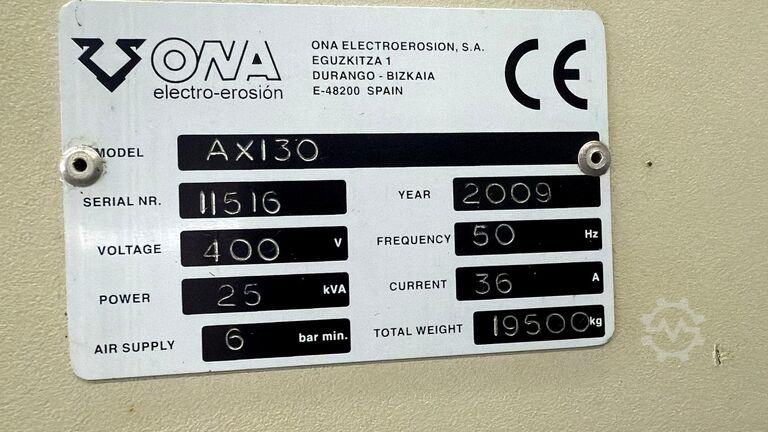 ONA
electro-erosión
ONA ELECTROEROSION, S.A.
EGUZKITZA 1
DURANGO - BIZKAIA
E-48200 SPAIN
CE
MODEL AX130
SERIAL NR. 11516 YEAR 2009
VOLTAGE 400 V FREQUENCY 50 Hz
POWER 25 kVA CURRENT 36 A
AIR SUPPLY 6 bar min. TOTAL WEIGHT 19500 kg